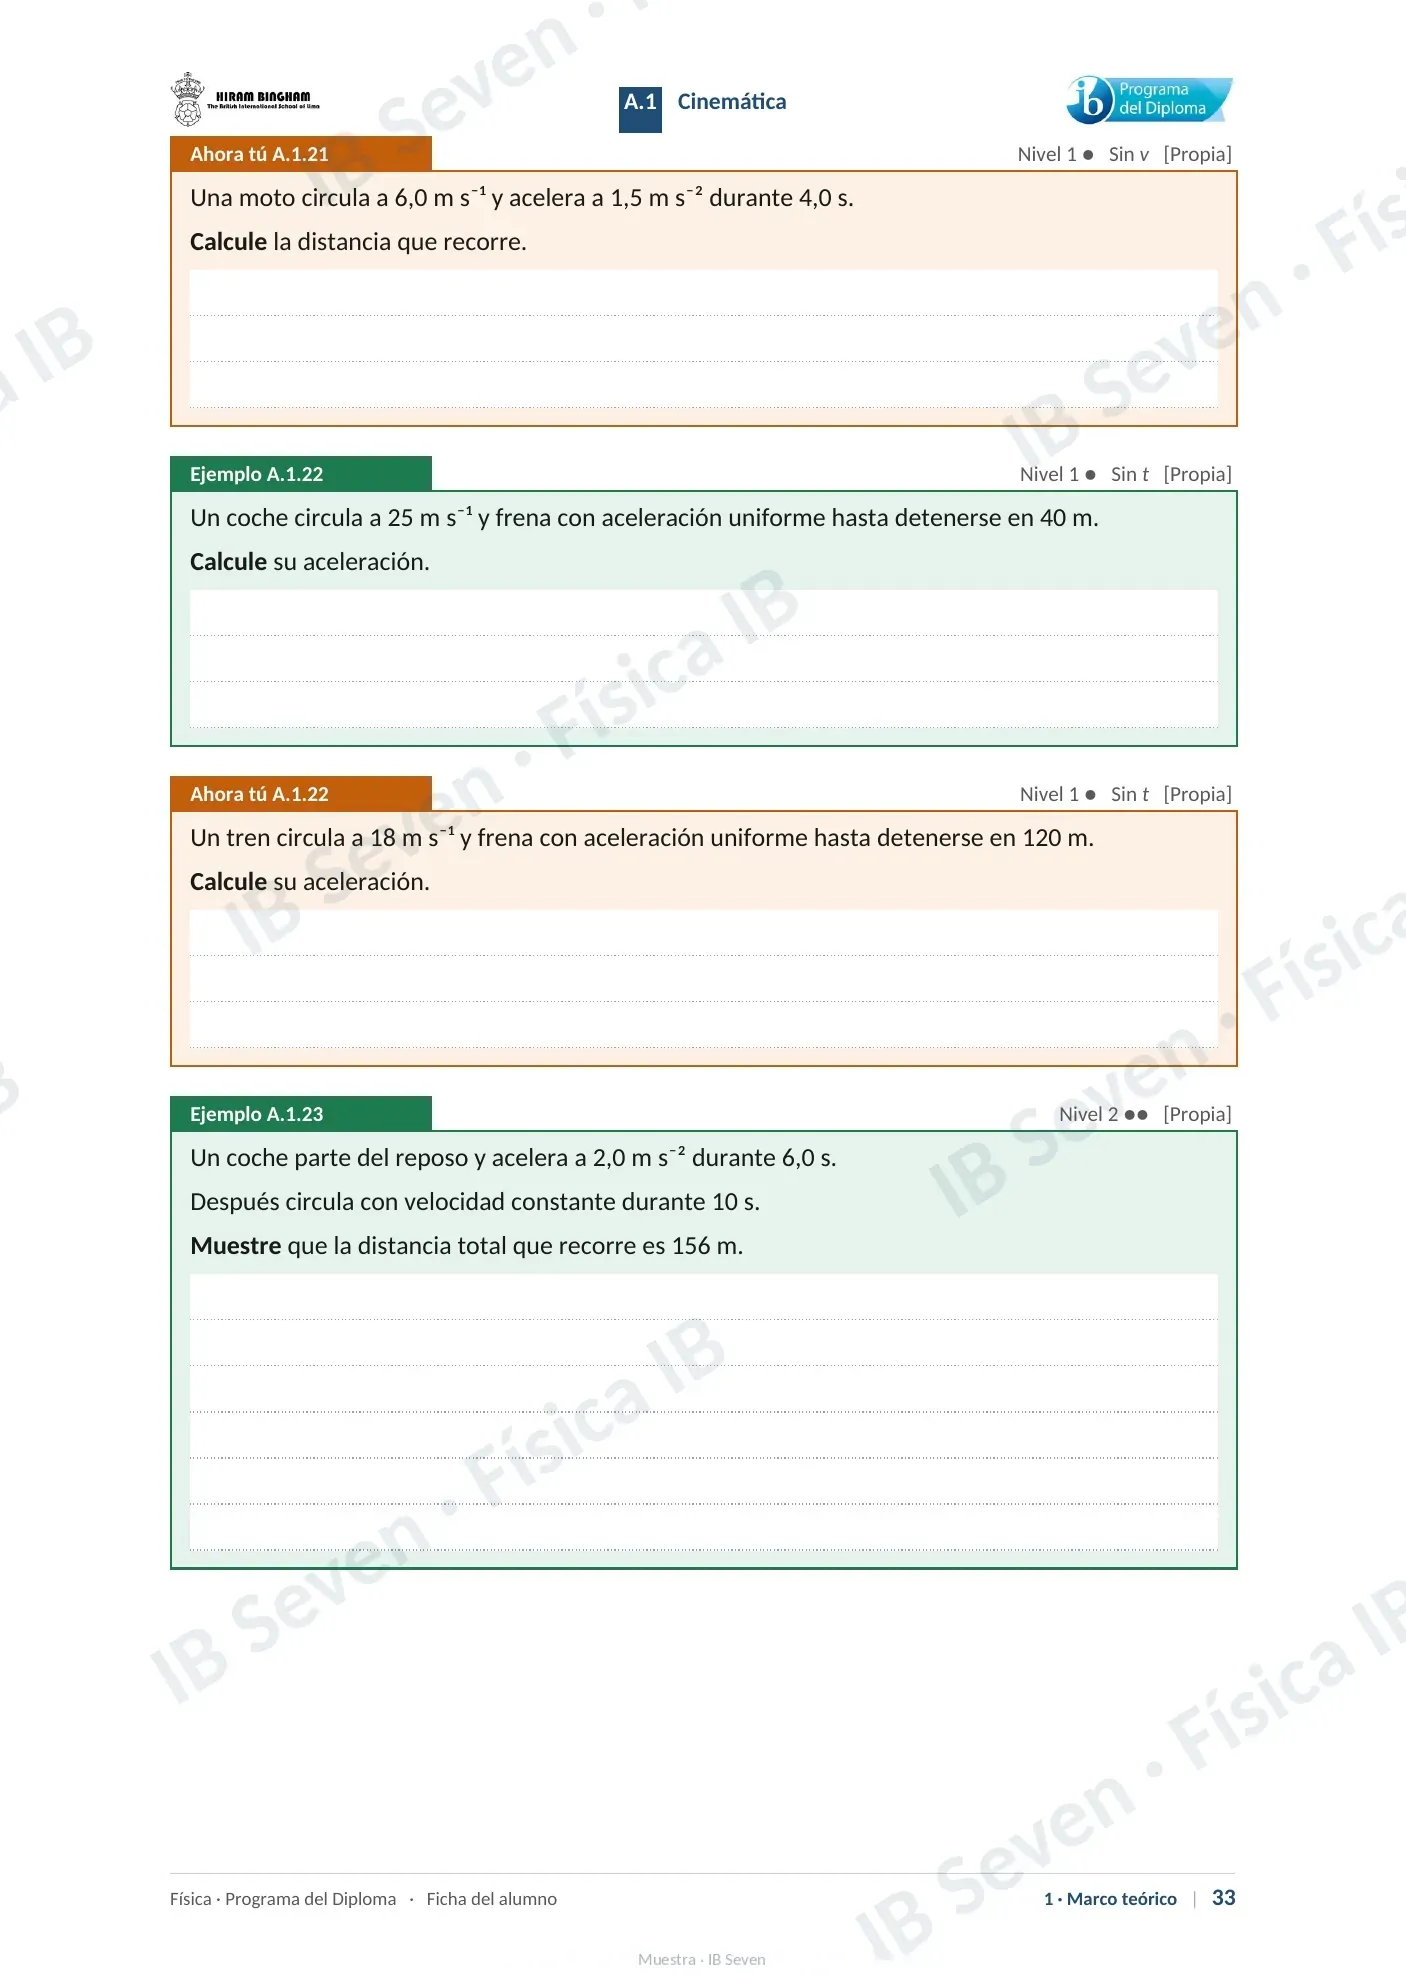 HIRAM BINGHAM
The British International School of Lima
A.1 Cinemática
Programa
del Diploma
Ahora tú A.1.21 Nivel 1 ● Sin v [Propia]
Una moto circula a 6,0 m s⁻¹ y acelera a 1,5 m s⁻² durante 4,0 s.
Calcule la distancia que recorre.
Ejemplo A.1.22 Nivel 1 ● Sin t [Propia]
Un coche circula a 25 m s⁻¹ y frena con aceleración uniforme hasta detenerse en 40 m.
Calcule su aceleración.
Ahora tú A.1.22 Nivel 1 ● Sin t [Propia]
Un tren circula a 18 m s⁻¹ y frena con aceleración uniforme hasta detenerse en 120 m.
Calcule su aceleración.
Ejemplo A.1.23 Nivel 2 ●● [Propia]
Un coche parte del reposo y acelera a 2,0 m s⁻² durante 6,0 s.
Después circula con velocidad constante durante 10 s.
Muestre que la distancia total que recorre es 156 m.
IB Seven · Física IB
Física · Programa del Diploma · Ficha del alumno 1 · Marco teórico | 33
Muestra · IB Seven